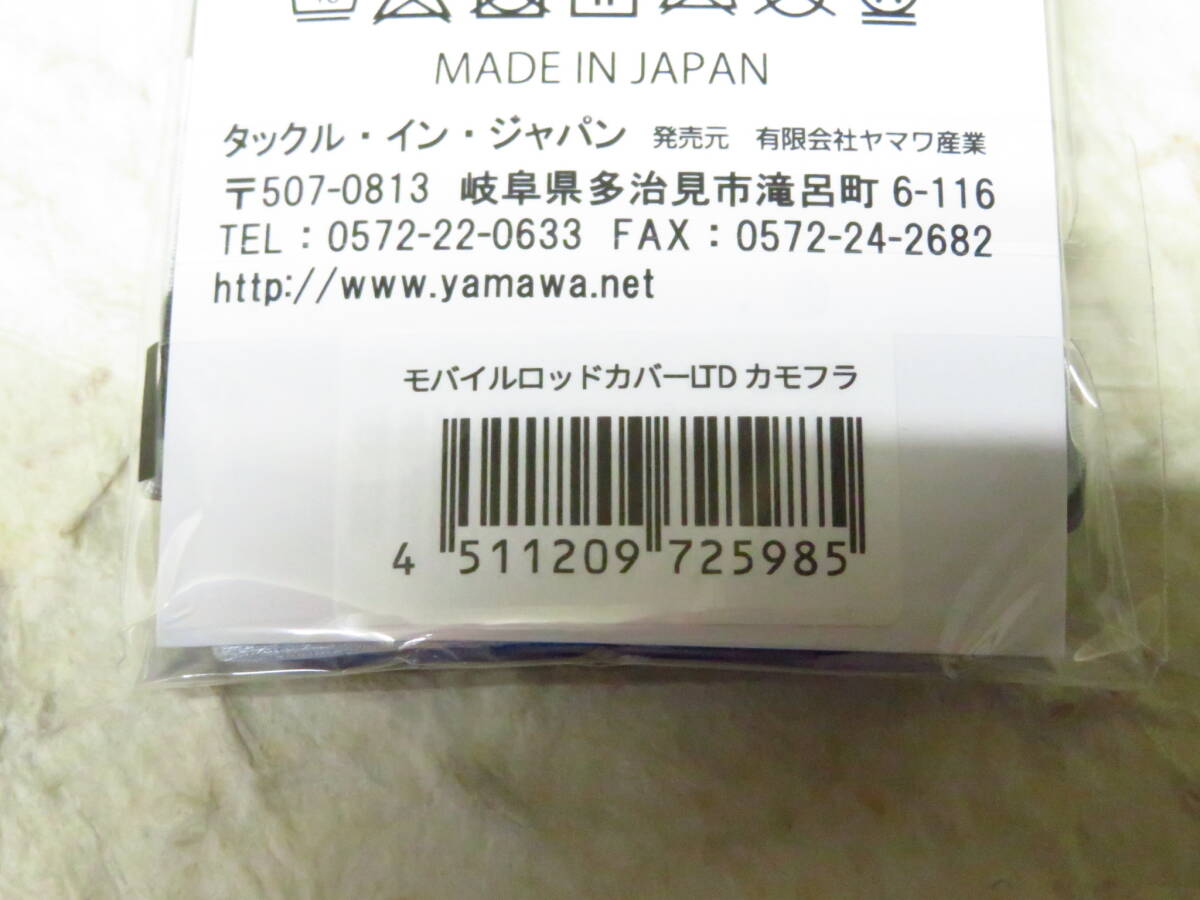 MADE IN JAPAN
タックル・イン・ジャパン 発売元 有限会社ヤマワ産業
〒507-0813 岐阜県多治見市滝呂町 6-116
TEL：0572-22-0633 FAX：0572-24-2682
http://www.yamawa.net
モバイルロッドカバーLTD カモフラ
4 511209 725985